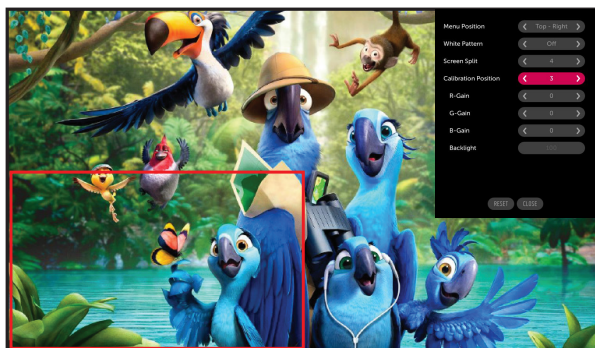 Menu Position Top - Right
White Pattern Off
Screen Split 4
Calibration Position 3
R-Gain 0
G-Gain 0
B-Gain 0
Backlight
RESET CLOSE